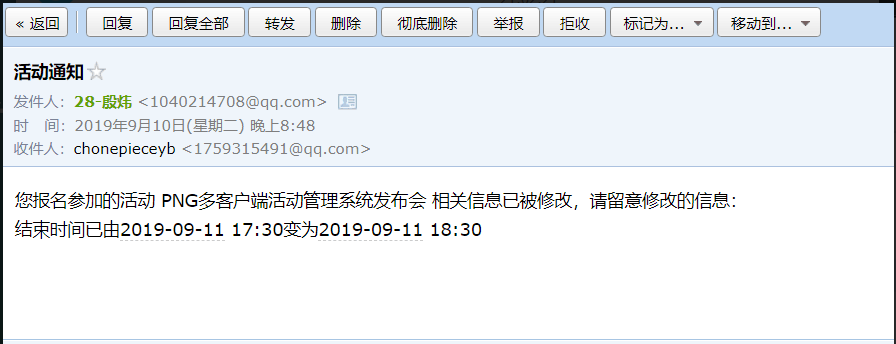 « 返回 回复 回复全部 转发 删除 彻底删除 举报 拒收 标记为... 移动到...
活动通知
发件人：28-殷炜 <1040214708@qq.com>
时　间：2019年9月10日(星期二) 晚上8:48
收件人：chonepieceyb <1759315491@qq.com>
您报名参加的活动 PNG多客户端活动管理系统发布会 相关信息已被修改，请留意修改的信息：
结束时间已由2019-09-11 17:30变为2019-09-11 18:30